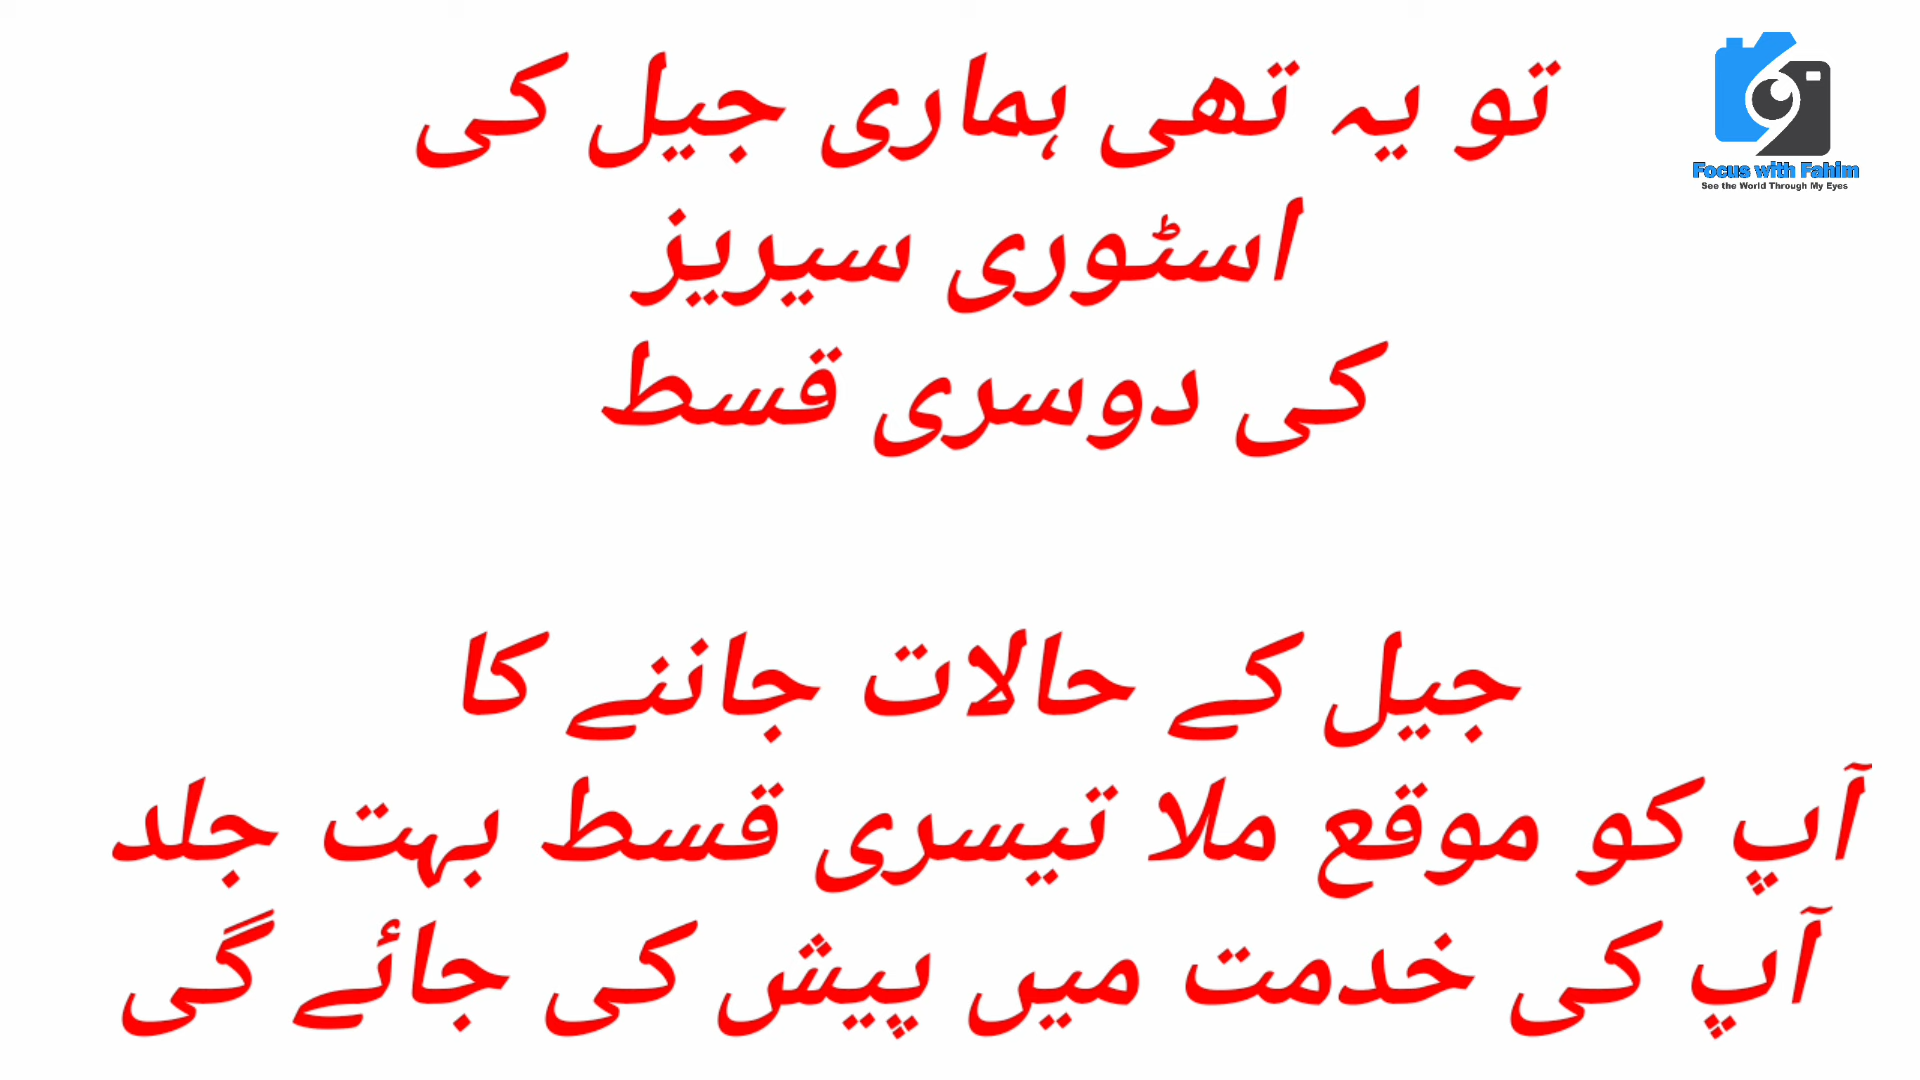 تو یہ تھی ہماری جیل کی
اسٹوری سیریز
کی دوسری قسط
جیل کے حالات جاننے کا
آپ کو موقع ملا تیسری قسط بہت جلد
آپ کی خدمت میں پیش کی جائے گی
Focus with Fahim
See the World Through My Eyes